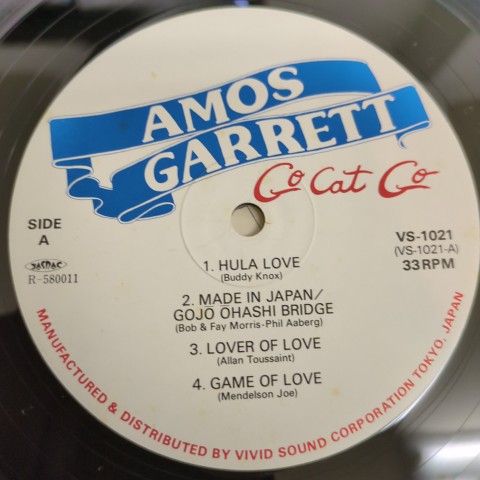 AMOS
GARRETT
Go Cat Go
SIDE
A
JASRAC
R-580011
VS-1021
(VS-1021-A)
33RPM
1. HULA LOVE
(Buddy Knox)
2. MADE IN JAPAN/
GOJŌ OHASHI BRIDGE
(Bob & Fay Morris-Phil Aaberg)
3. LOVER OF LOVE
(Allan Toussaint)
4. GAME OF LOVE
(Mendelson Joe)
MANUFACTURED & DISTRIBUTED BY VIVID SOUND CORPORATION TOKYO, JAPAN